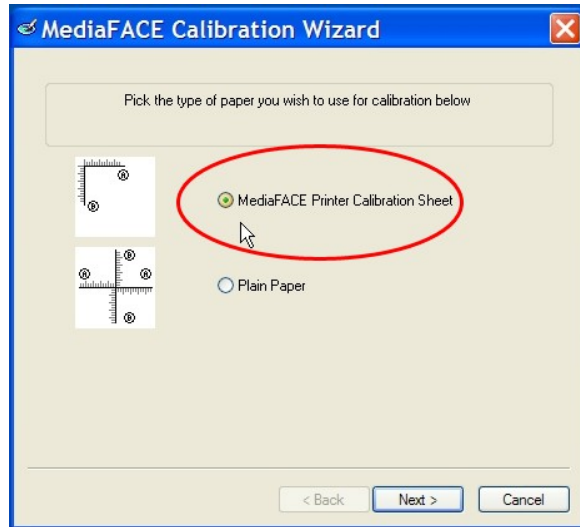 MediaFACE Calibration Wizard
Pick the type of paper you wish to use for calibration below
A
B
MediaFACE Printer Calibration Sheet
Plain Paper
< Back
Next >
Cancel